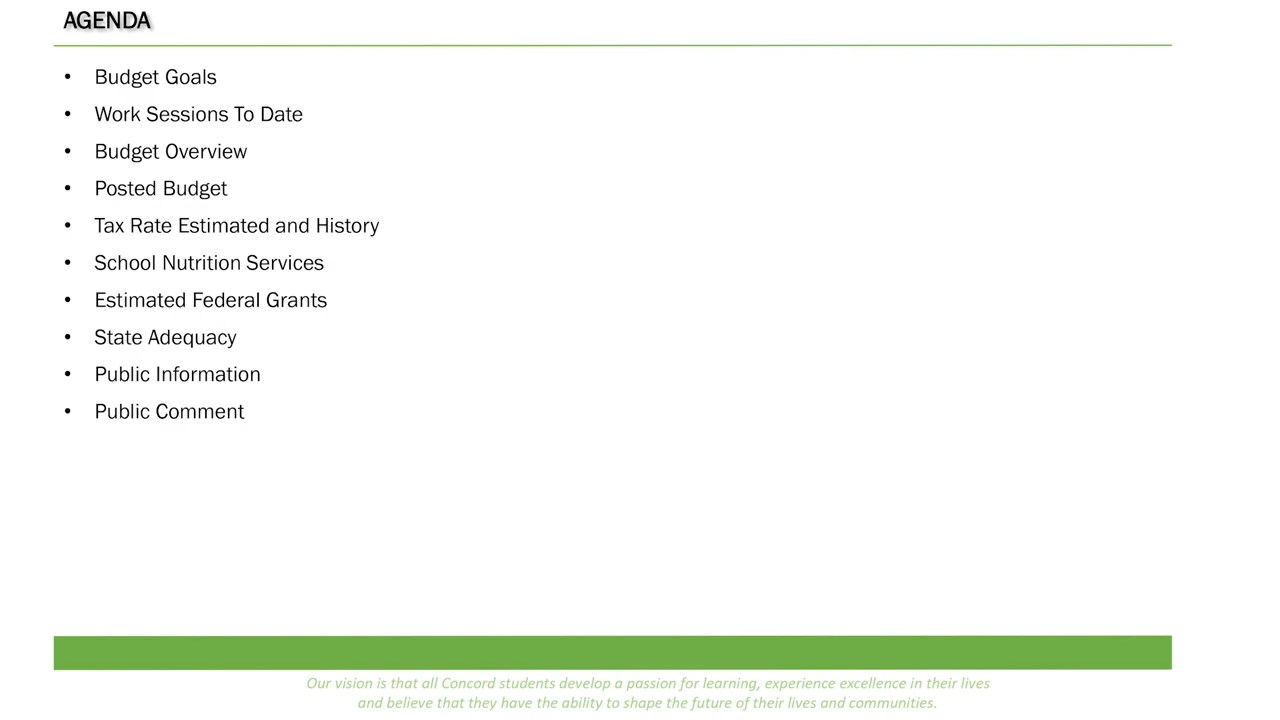 AGENDA
• Budget Goals
• Work Sessions To Date
• Budget Overview
• Posted Budget
• Tax Rate Estimated and History
• School Nutrition Services
• Estimated Federal Grants
• State Adequacy
• Public Information
• Public Comment
Our vision is that all Concord students develop a passion for learning, experience excellence in their lives
and believe that they have the ability to shape the future of their lives and communities.